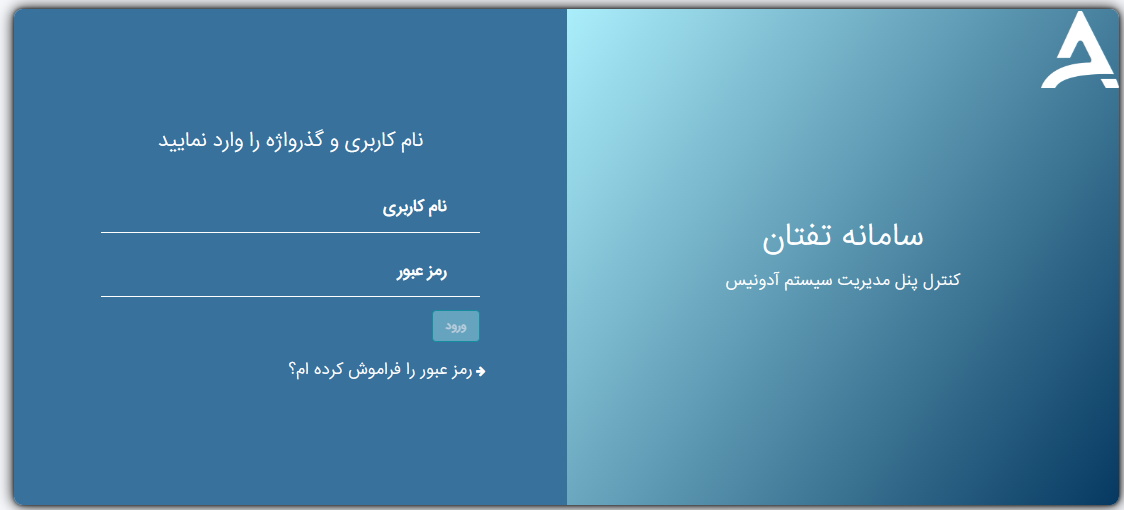 سامانه تفتان
کنترل پنل مدیریت سیستم آدونیس
نام کاربری و گذرواژه را وارد نمایید
نام کاربری
رمز عبور
ورود
رمز عبور را فراموش کرده ام؟